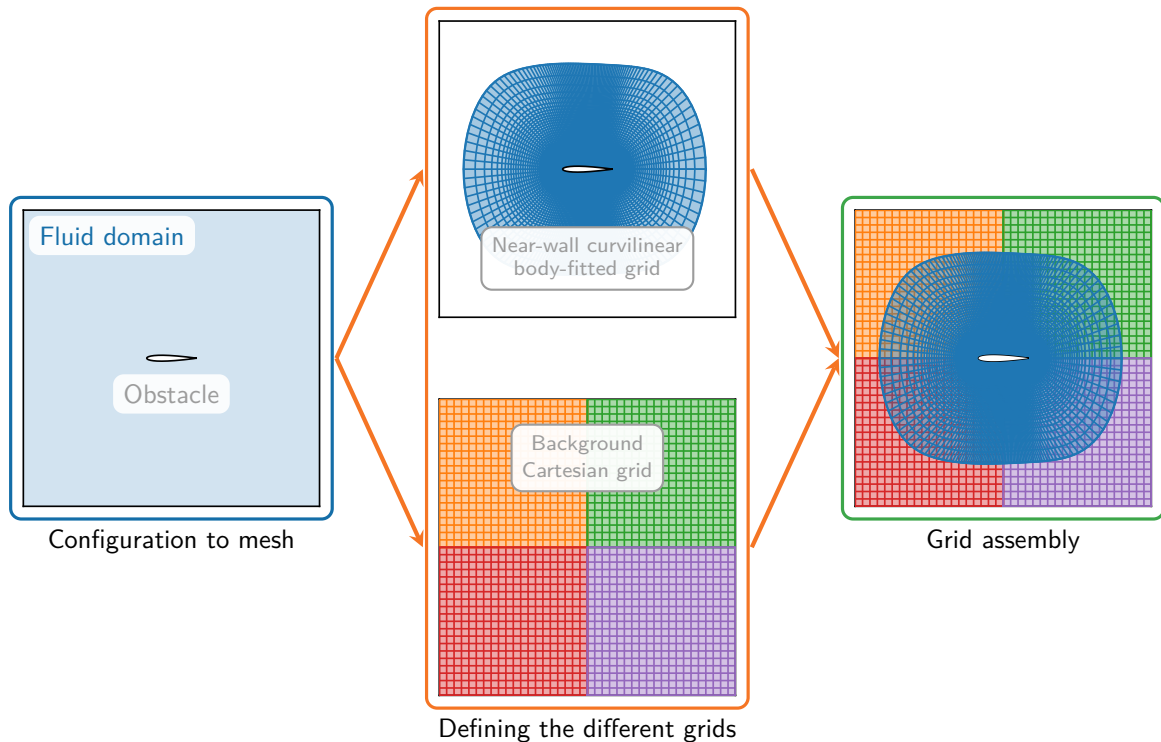 Fluid domain
Obstacle
Configuration to mesh
Near-wall curvilinear
body-fitted grid
Background
Cartesian grid
Defining the different grids
Grid assembly